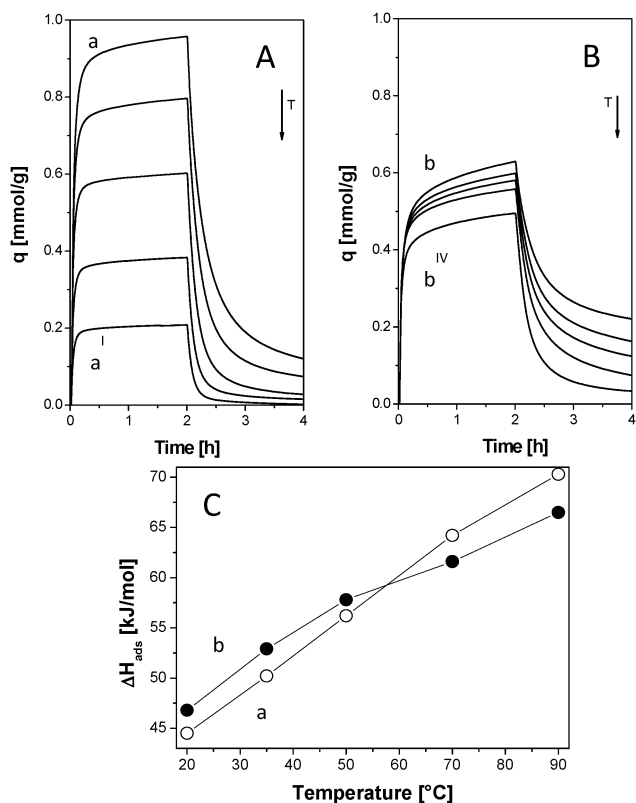 A
a
T
I
a
q [mmol/g]
1.0
0.8
0.6
0.4
0.2
0.0
0 1 2 3 4
Time [h]
B
T
b
IV
b
q [mmol/g]
1.0
0.8
0.6
0.4
0.2
0.0
0 1 2 3 4
Time [h]
C
b
a
ΔHads [kJ/mol]
70
65
60
55
50
45
20 30 40 50 60 70 80 90
Temperature [°C]